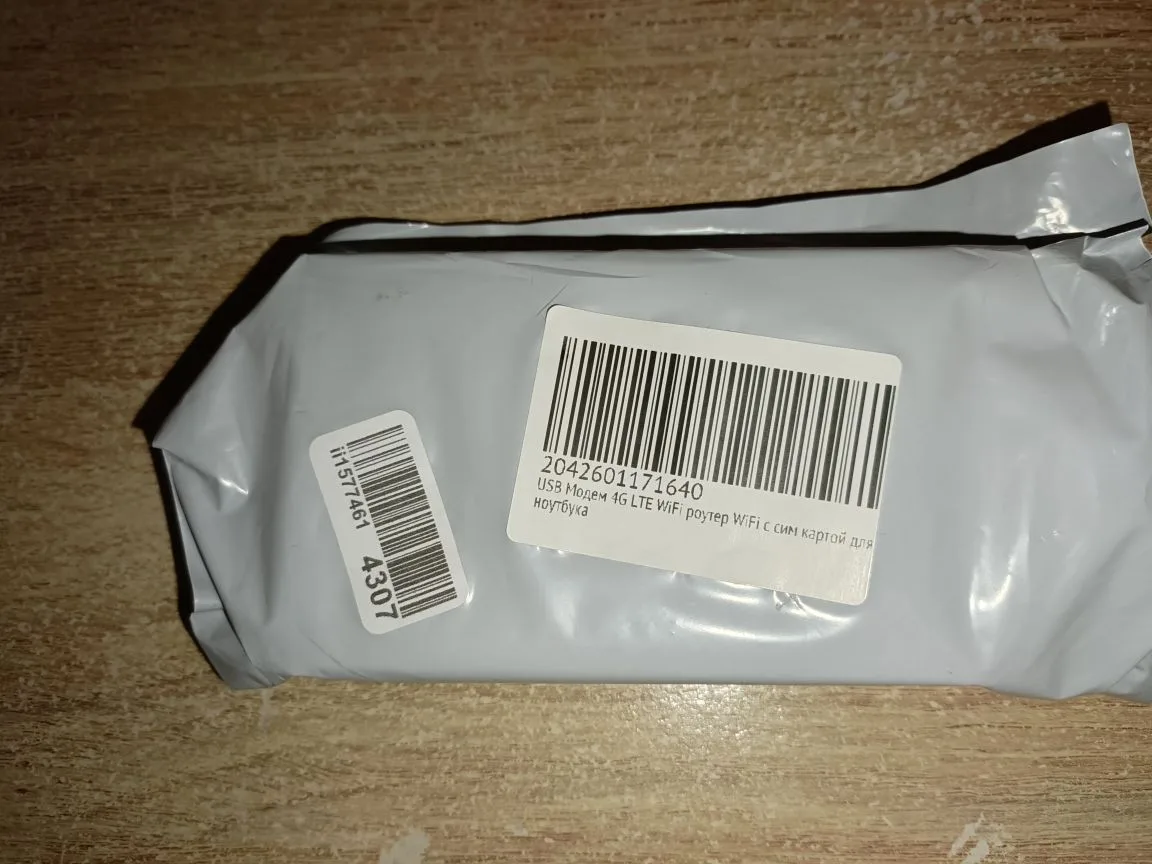 ii1577461 4307
2042601171640
USB Модем 4G LTE WiFi роутер WiFi с сим картой для
ноутбука